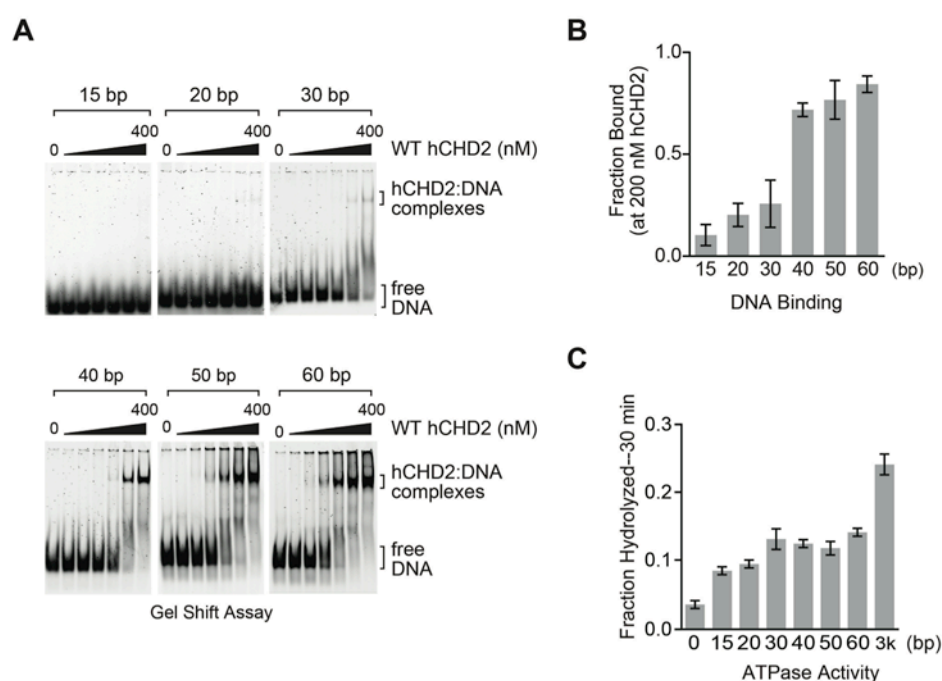 A
15 bp 20 bp 30 bp
0 400 0 400 0 400 WT hCHD2 (nM)
hCHD2:DNA
complexes
free
DNA
40 bp 50 bp 60 bp
0 400 0 400 0 400 WT hCHD2 (nM)
hCHD2:DNA
complexes
free
DNA
Gel Shift Assay
B
Fraction Bound
(at 200 nM hCHD2)
1.0
0.5
0.0
15 20 30 40 50 60 (bp)
DNA Binding
C
Fraction Hydrolyzed--30 min
0.3
0.2
0.1
0.0
0 15 20 30 40 50 60 3k (bp)
ATPase Activity